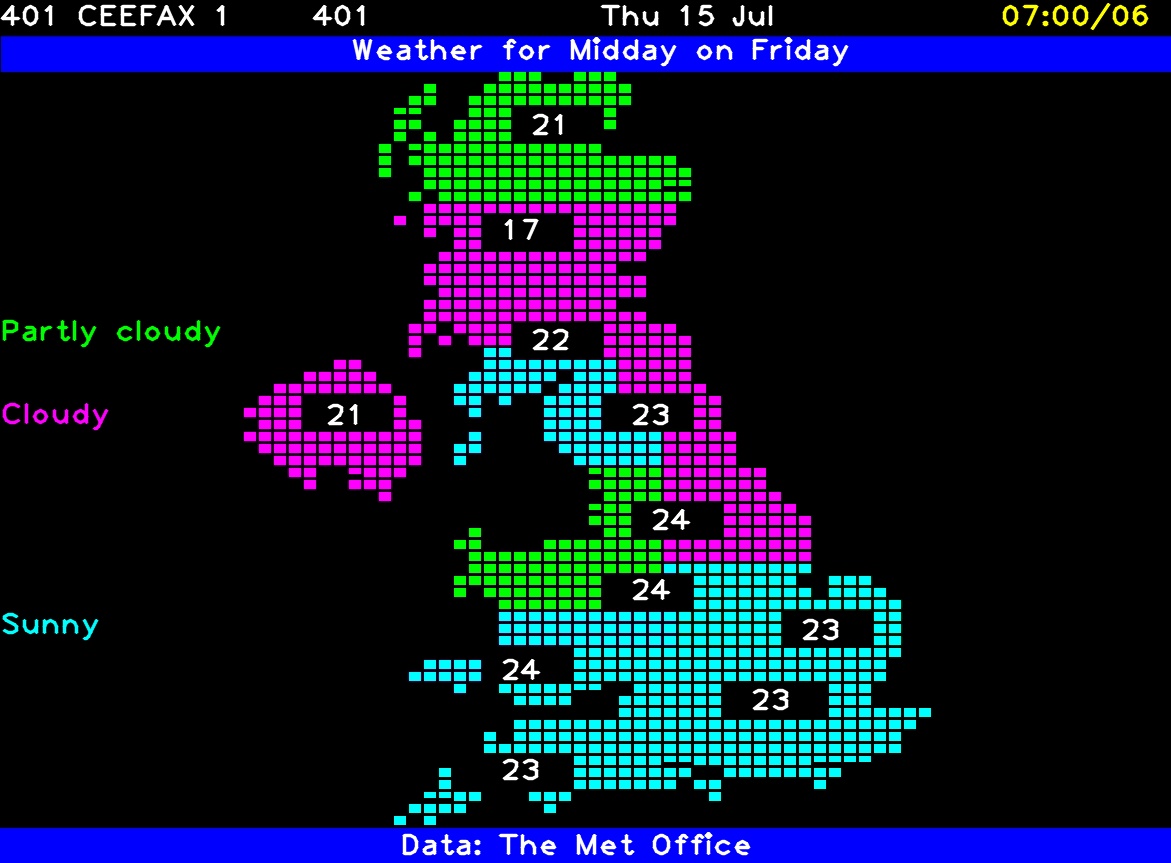 401 CEEFAX 1 401 Thu 15 Jul 07:00/06
Weather for Midday on Friday
21
17
Partly cloudy
22
Cloudy
21
23
24
24
Sunny
23
24
23
23
Data: The Met Office